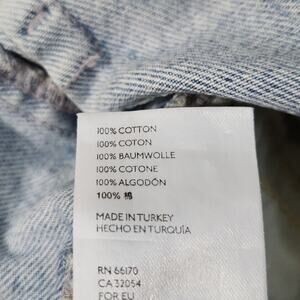 100% COTTON
100% COTON
100% BAUMWOLLE
100% COTONE
100% ALGODÓN
100% 棉
MADE IN TURKEY
HECHO EN TURQUÍA
RN 66170
CA 32054
FOR EU